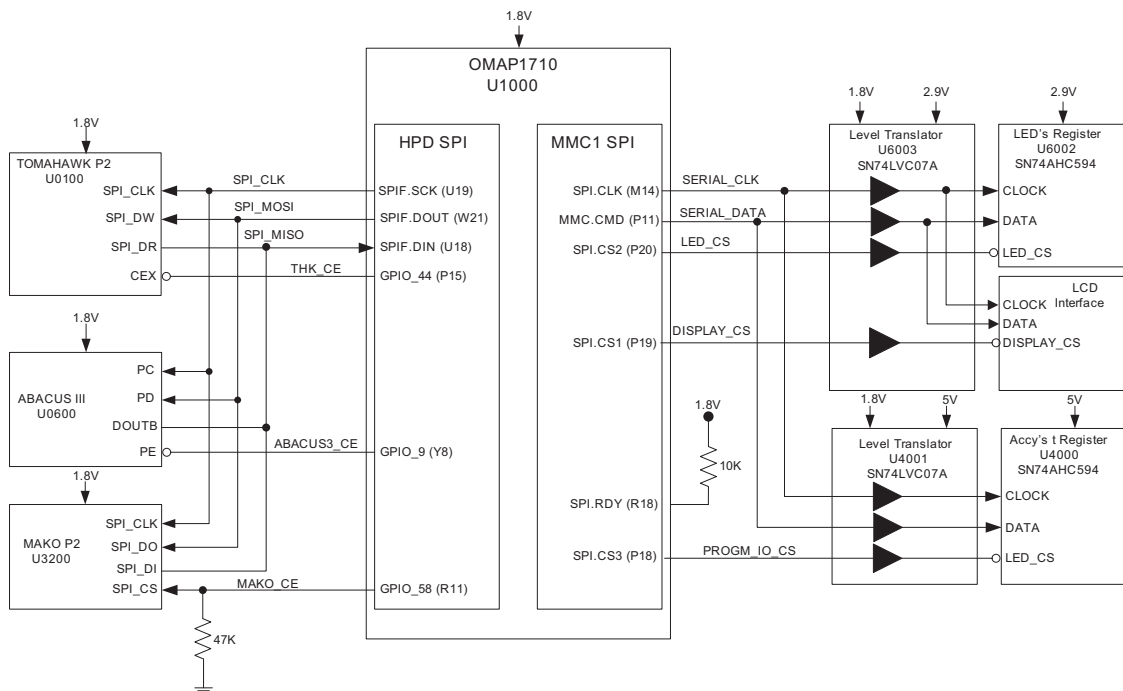 1.8V
OMAP1710
U1000
1.8V
TOMAHAWK P2
U0100
SPI_CLK
SPI_DW
SPI_DR
CEX
SPI_CLK
SPI_MOSI
SPI_MISO
THK_CE
HPD SPI
SPIF.SCK (U19)
SPIF.DOUT (W21)
SPIF.DIN (U18)
GPIO_44 (P15)
1.8V
ABACUS III
U0600
PC
PD
DOUTB
PE
ABACUS3_CE
GPIO_9 (Y8)
1.8V
MAKO P2
U3200
SPI_CLK
SPI_DO
SPI_DI
SPI_CS
MAKO_CE
GPIO_58 (R11)
47K
MMC1 SPI
SPI.CLK (M14)
MMC.CMD (P11)
SPI.CS2 (P20)
SPI.CS1 (P19)
SPI.RDY (R18)
SPI.CS3 (P18)
SERIAL_CLK
SERIAL_DATA
LED_CS
DISPLAY_CS
1.8V
10K
PROGM_IO_CS
1.8V
2.9V
Level Translator
U6003
SN74LVC07A
2.9V
LED's Register
U6002
SN74AHC594
CLOCK
DATA
LED_CS
LCD
Interface
CLOCK
DATA
DISPLAY_CS
1.8V
5V
Level Translator
U4001
SN74LVC07A
5V
Accy's t Register
U4000
SN74AHC594
CLOCK
DATA
LED_CS